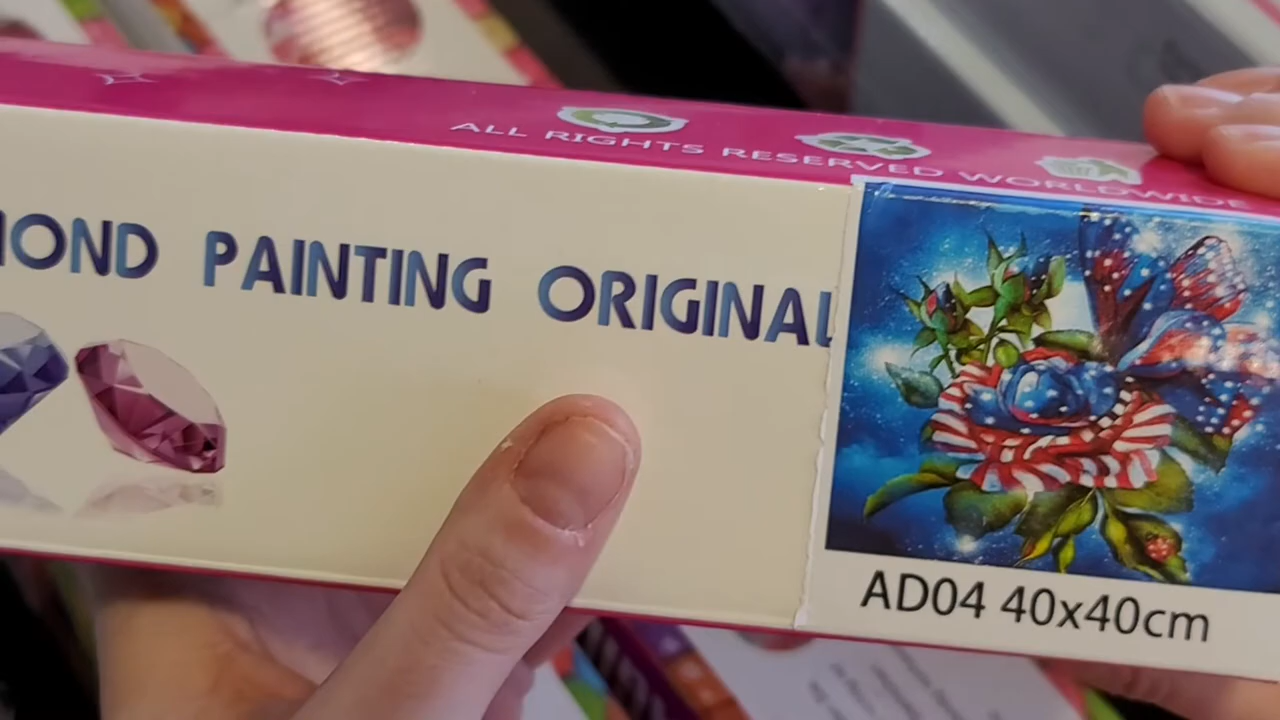 ALL RIGHTS RESERVED WORLDWIDE
IOND PAINTING ORIGINAL
AD04 40x40cm